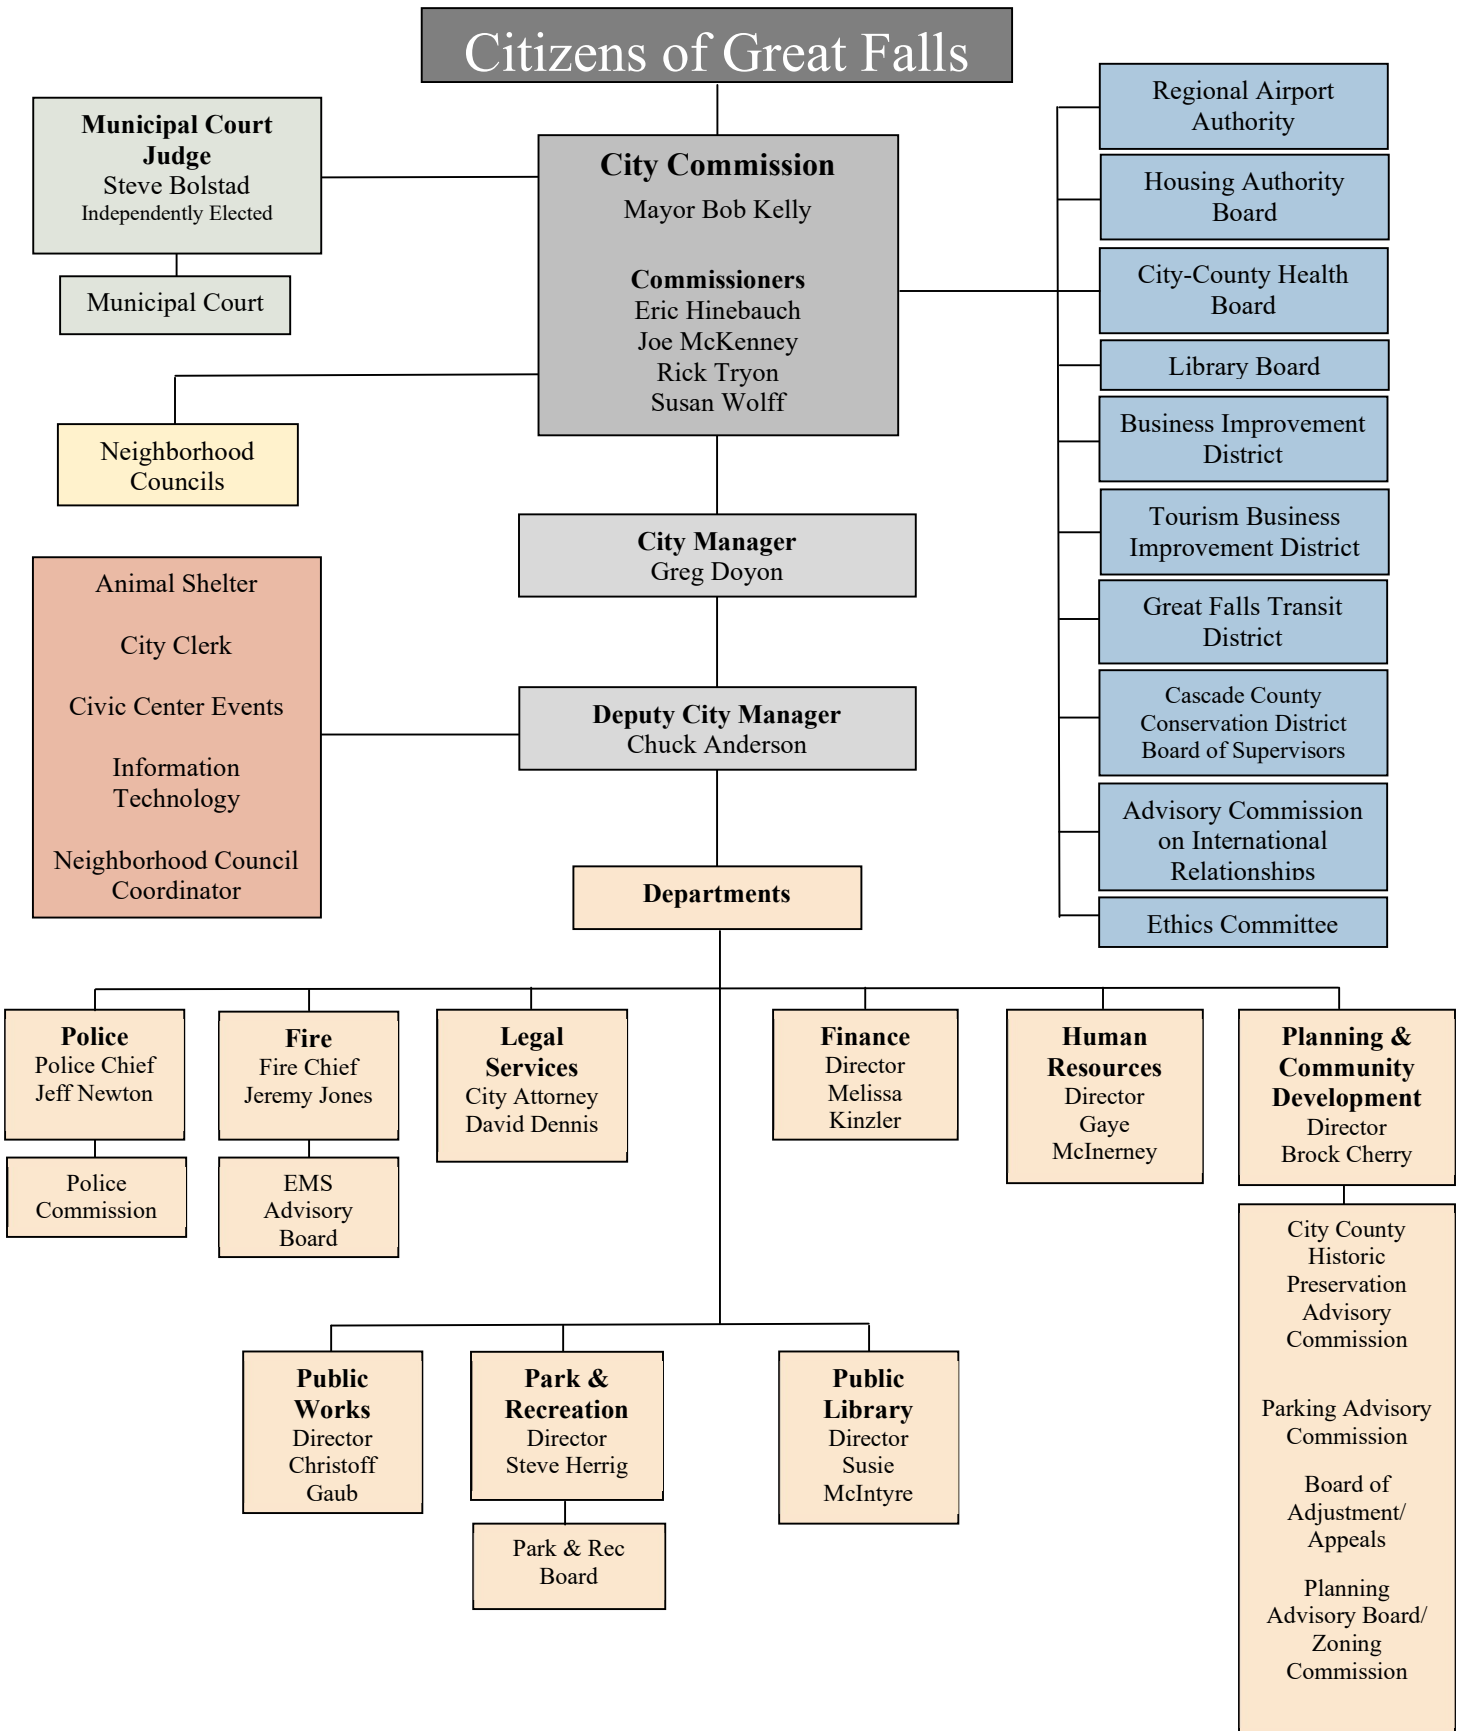 Citizens of Great Falls
Municipal Court
Judge
Steve Bolstad
Independently Elected
Municipal Court
City Commission
Mayor Bob Kelly
Commissioners
Eric Hinebauch
Joe McKenney
Rick Tryon
Susan Wolff
Neighborhood
Councils
City Manager
Greg Doyon
Deputy City Manager
Chuck Anderson
Animal Shelter
City Clerk
Civic Center Events
Information
Technology
Neighborhood Council
Coordinator
Regional Airport
Authority
Housing Authority
Board
City-County Health
Board
Library Board
Business Improvement
District
Tourism Business
Improvement District
Great Falls Transit
District
Cascade County
Conservation District
Board of Supervisors
Advisory Commission
on International
Relationships
Ethics Committee
Departments
Police
Police Chief
Jeff Newton
Police
Commission
Fire
Fire Chief
Jeremy Jones
EMS
Advisory
Board
Legal
Services
City Attorney
David Dennis
Finance
Director
Melissa
Kinzler
Human
Resources
Director
Gaye
McInerney
Planning &
Community
Development
Director
Brock Cherry
City County
Historic
Preservation
Advisory
Commission
Parking Advisory
Commission
Board of
Adjustment/
Appeals
Planning
Advisory Board/
Zoning
Commission
Public
Works
Director
Christoff
Gaub
Park &
Recreation
Director
Steve Herrig
Park & Rec
Board
Public
Library
Director
Susie
McIntyre